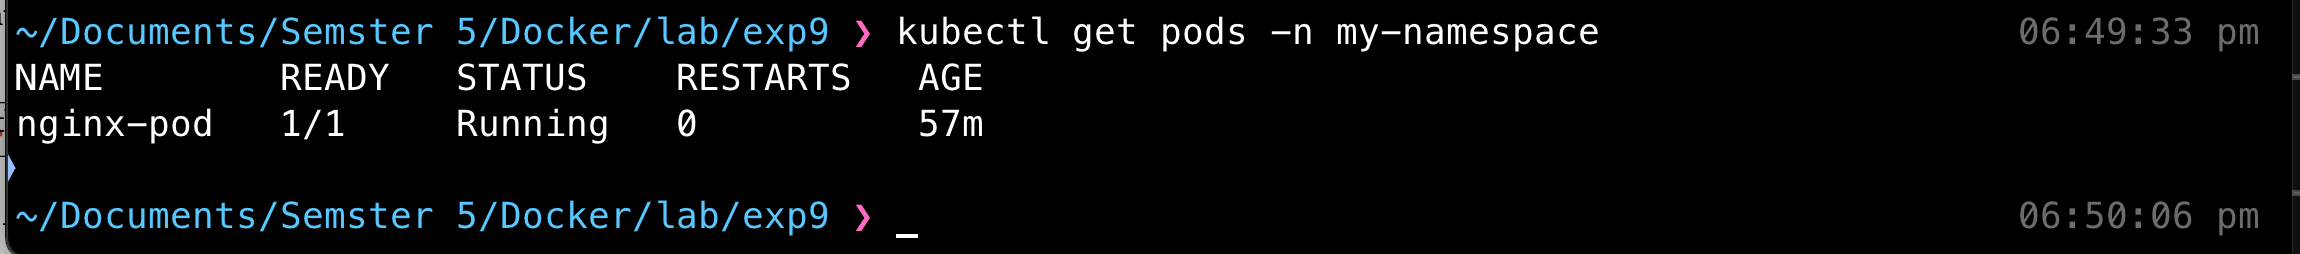 ~/Documents/Semster 5/Docker/lab/exp9 ❯ kubectl get pods -n my-namespace 06:49:33 pm
NAME READY STATUS RESTARTS AGE
nginx-pod 1/1 Running 0 57m
~/Documents/Semster 5/Docker/lab/exp9 ❯ _ 06:50:06 pm